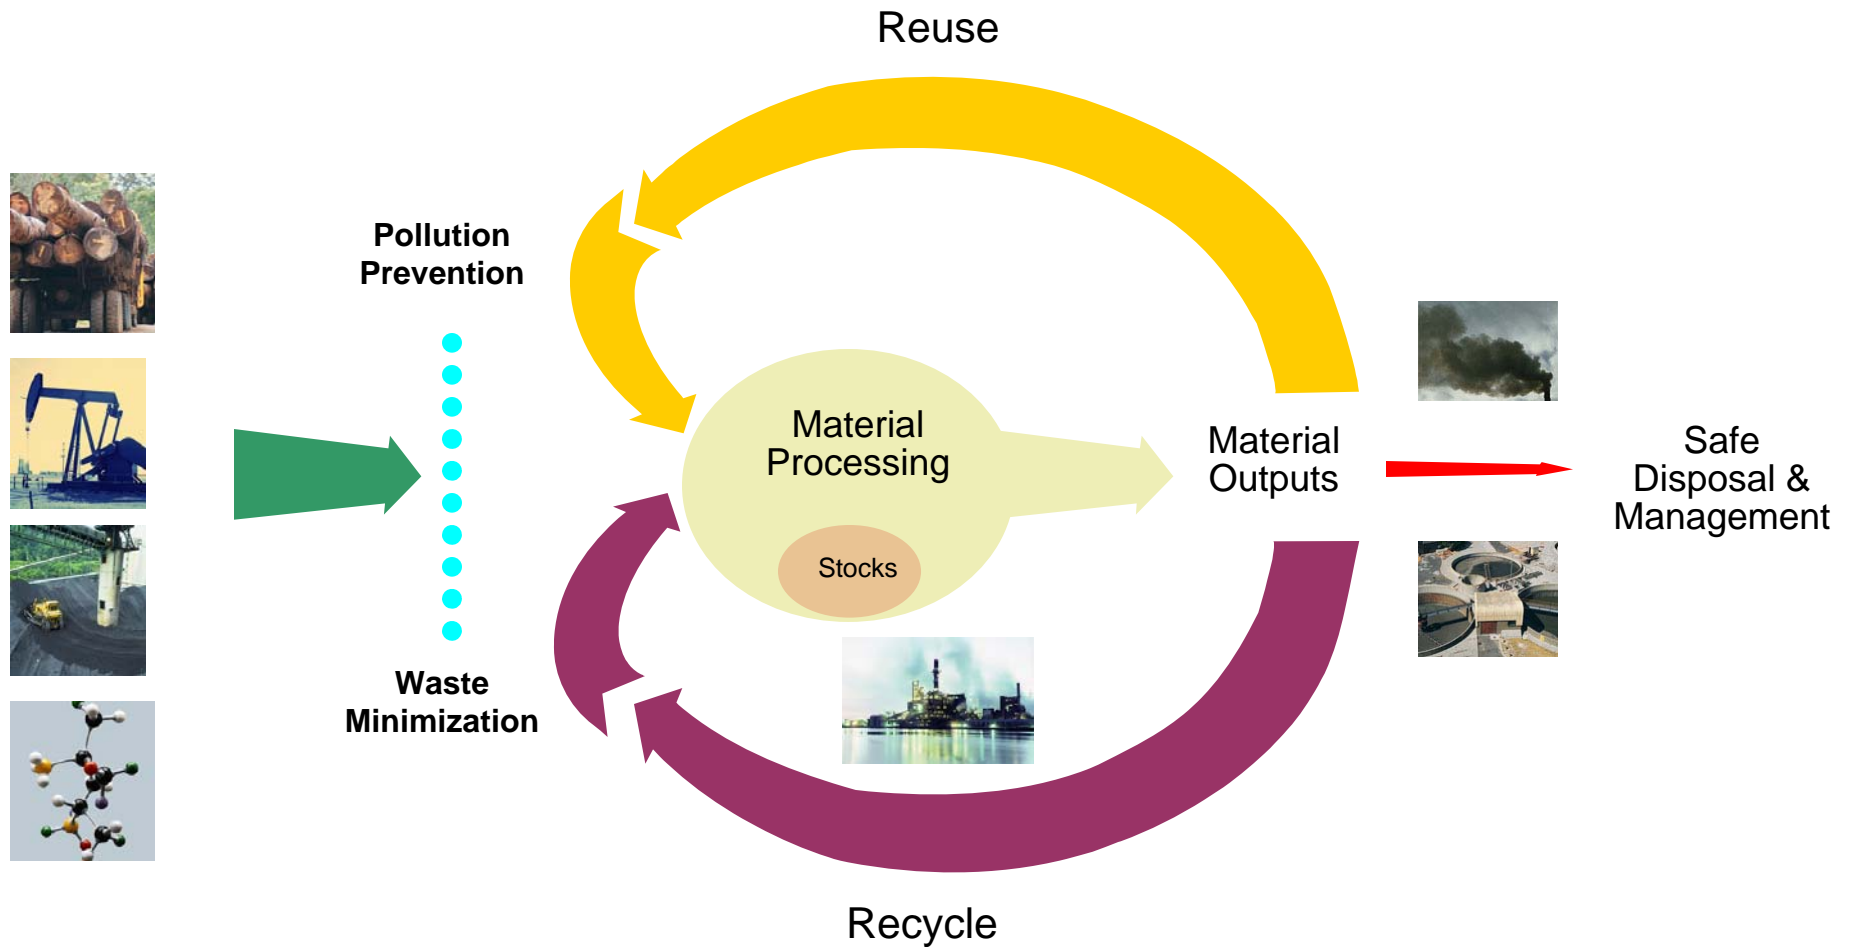 Reuse
Pollution
Prevention
Material
Processing
Stocks
Material
Outputs
Safe
Disposal &
Management
Waste
Minimization
Recycle